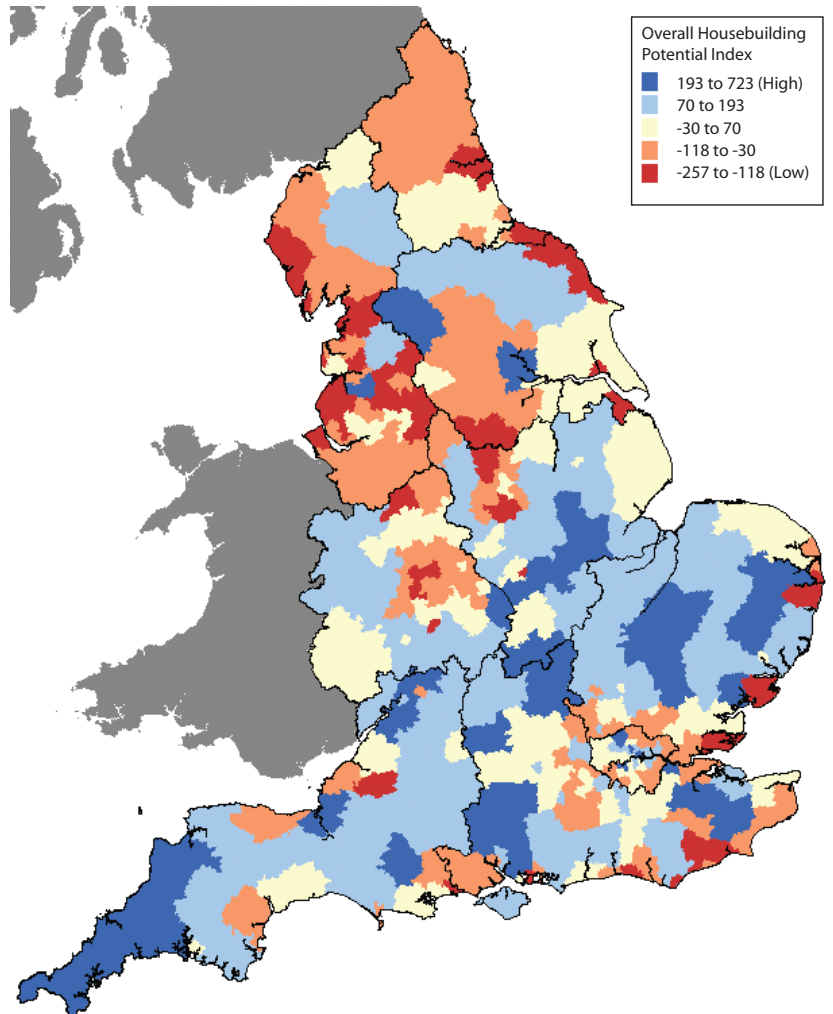 Overall Housebuilding
Potential Index
193 to 723 (High)
70 to 193
-30 to 70
-118 to -30
-257 to -118 (Low)